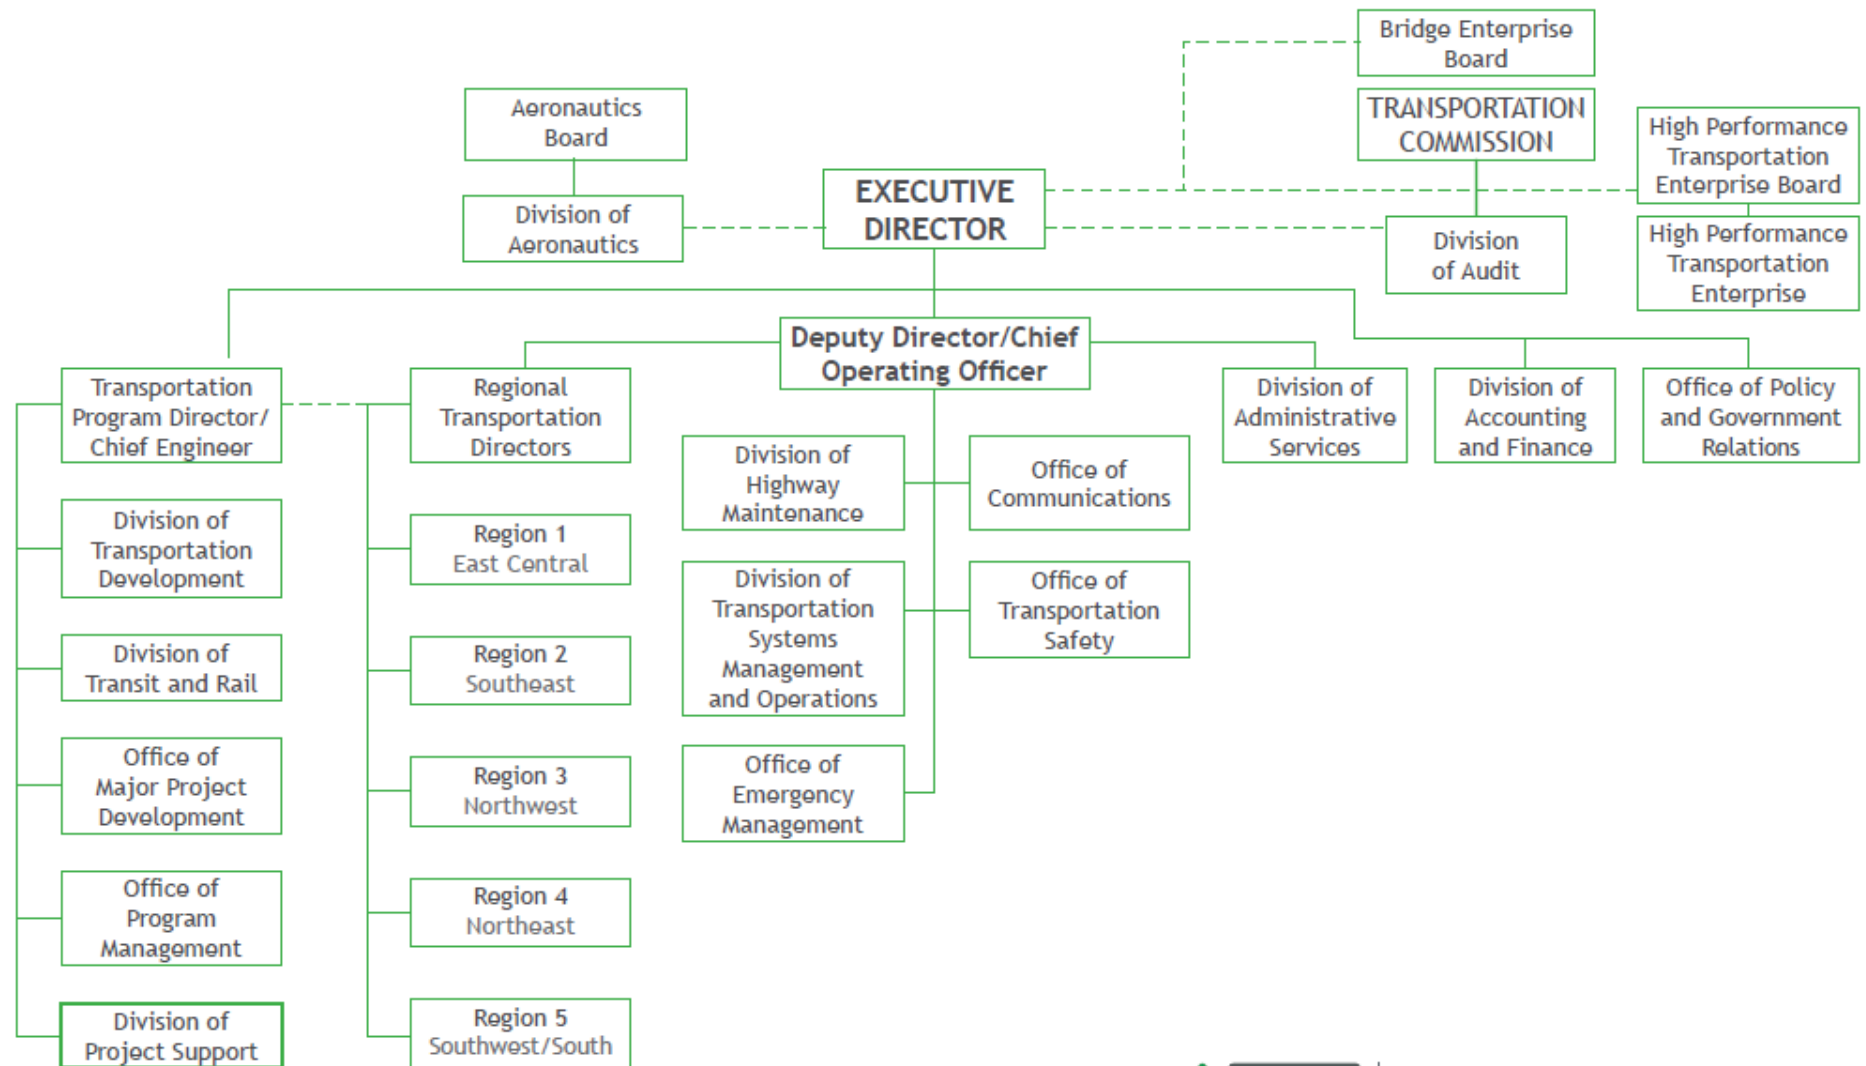 Bridge Enterprise
Board
Aeronautics
Board
TRANSPORTATION
COMMISSION
High Performance
Transportation
Enterprise Board
EXECUTIVE
DIRECTOR
Division of
Aeronautics
Division
of Audit
High Performance
Transportation
Enterprise
Deputy Director/Chief
Operating Officer
Transportation
Program Director/
Chief Engineer
Regional
Transportation
Directors
Division of
Administrative
Services
Division of
Accounting
and Finance
Office of Policy
and Government
Relations
Division of
Highway
Maintenance
Office of
Communications
Division of
Transportation
Development
Region 1
East Central
Division of
Transportation
Systems
Management
and Operations
Office of
Transportation
Safety
Division of
Transit and Rail
Region 2
Southeast
Office of
Major Project
Development
Region 3
Northwest
Office of
Emergency
Management
Office of
Program
Management
Region 4
Northeast
Division of
Project Support
Region 5
Southwest/South